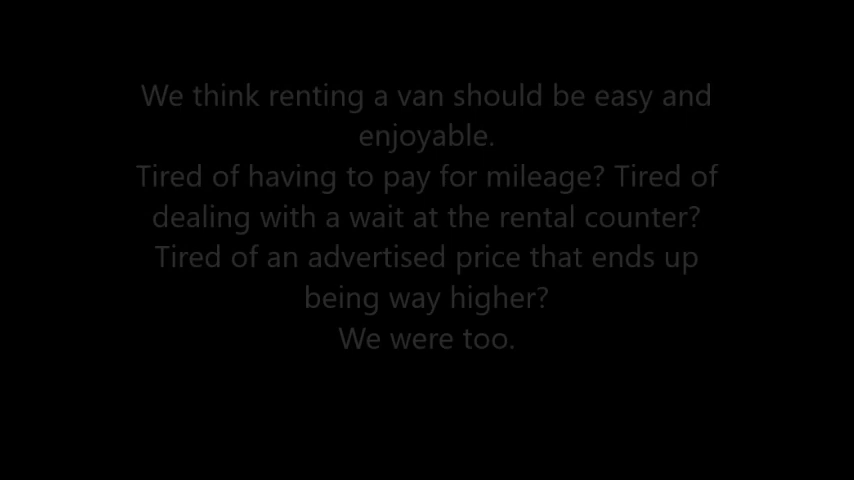 We think renting a van should be easy and
enjoyable.
Tired of having to pay for mileage? Tired of
dealing with a wait at the rental counter?
Tired of an advertised price that ends up
being way higher?
We were too.